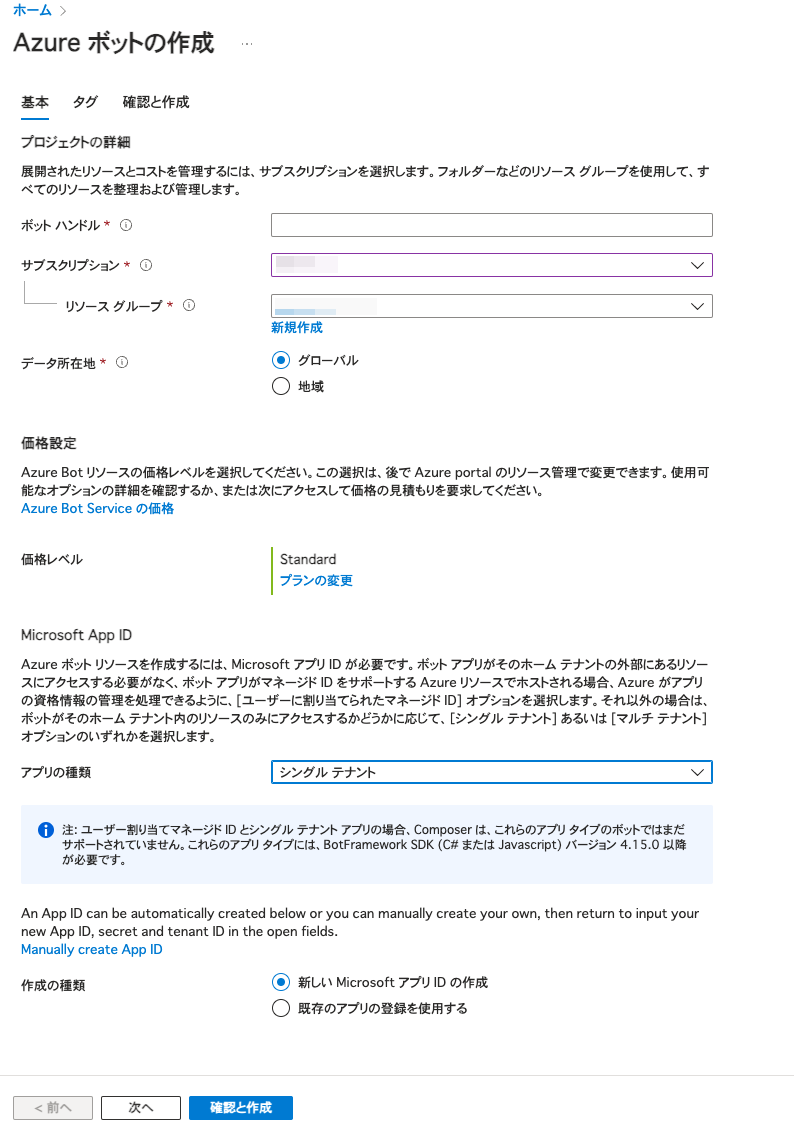 ホーム >
Azure ボットの作成 …
基本 タグ 確認と作成
プロジェクトの詳細
展開されたリソースとコストを管理するには、サブスクリプションを選択します。フォルダーなどのリソース グループを使用して、す
べてのリソースを整理および管理します。
ボット ハンドル *
サブスクリプション *
リソース グループ *
新規作成
データ所在地 *
グローバル
地域
価格設定
Azure Bot リソースの価格レベルを選択してください。この選択は、後で Azure portal のリソース管理で変更できます。使用可
能なオプションの詳細を確認するか、または次にアクセスして価格の見積もりを要求してください。
Azure Bot Service の価格
価格レベル
Standard
プランの変更
Microsoft App ID
Azure ボット リソースを作成するには、Microsoft アプリ ID が必要です。ボット アプリがそのホーム テナントの外部にあるリソー
スにアクセスする必要がなく、ボット アプリがマネージド ID をサポートする Azure リソースでホストされる場合、Azure がアプリ
の資格情報の管理を処理できるように、[ユーザーに割り当てられたマネージド ID] オプションを選択します。それ以外の場合は、
ボットがそのホーム テナント内のリソースのみにアクセスするかどうかに応じて、[シングル テナント] あるいは [マルチ テナント]
オプションのいずれかを選択します。
アプリの種類
シングル テナント
注: ユーザー割り当てマネージド ID とシングル テナント アプリの場合、Composer は、これらのアプリ タイプのボットではまだ
サポートされていません。これらのアプリ タイプには、BotFramework SDK (C# または Javascript) バージョン 4.15.0 以降
が必要です。
An App ID can be automatically created below or you can manually create your own, then return to input your
new App ID, secret and tenant ID in the open fields.
Manually create App ID
作成の種類
新しい Microsoft アプリ ID の作成
既存のアプリの登録を使用する
< 前へ 次へ 確認と作成